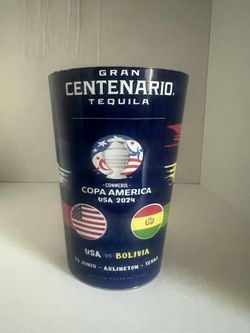 GRAN
CENTENARIO
TEQUILA
CONMEBOL
COPA AMERICA
USA 2024
USA vs BOLIVIA
23 JUNIO - ARLINGTON - TEXAS